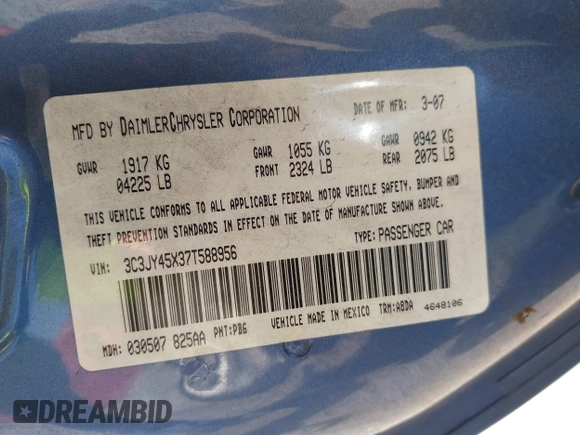 MFD BY DAIMLERCHRYSLER CORPORATION DATE OF MFR: 3-07
GVWR 1917 KG GAWR 1055 KG GAWR 0942 KG
04225 LB FRONT 2324 LB REAR 2075 LB
THIS VEHICLE CONFORMS TO ALL APPLICABLE FEDERAL MOTOR VEHICLE SAFETY, BUMPER AND
THEFT PREVENTION STANDARDS IN EFFECT ON THE DATE OF MANUFACTURE SHOWN ABOVE.
VIN: 3C3JY45X37T588956 TYPE: PASSENGER CAR
MDH: 030507 825AA PNT: PB6 VEHICLE MADE IN MEXICO TRM: A8DA 4648106
DREAMBID